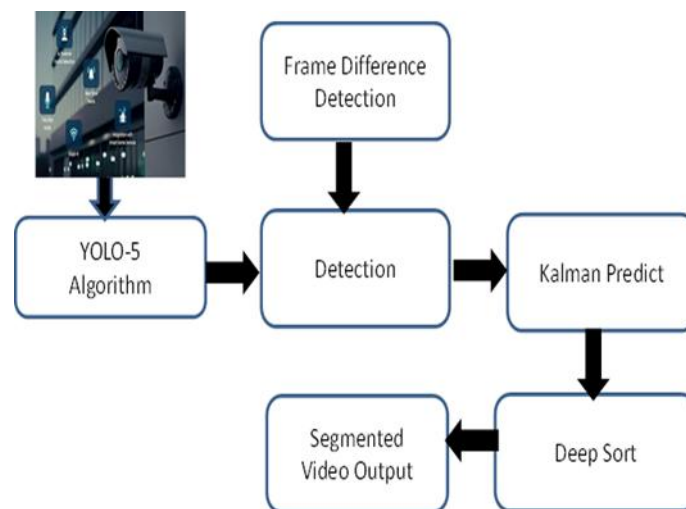 Frame Difference
Detection
YOLO-5
Algorithm
Detection
Kalman Predict
Segmented
Video Output
Deep Sort